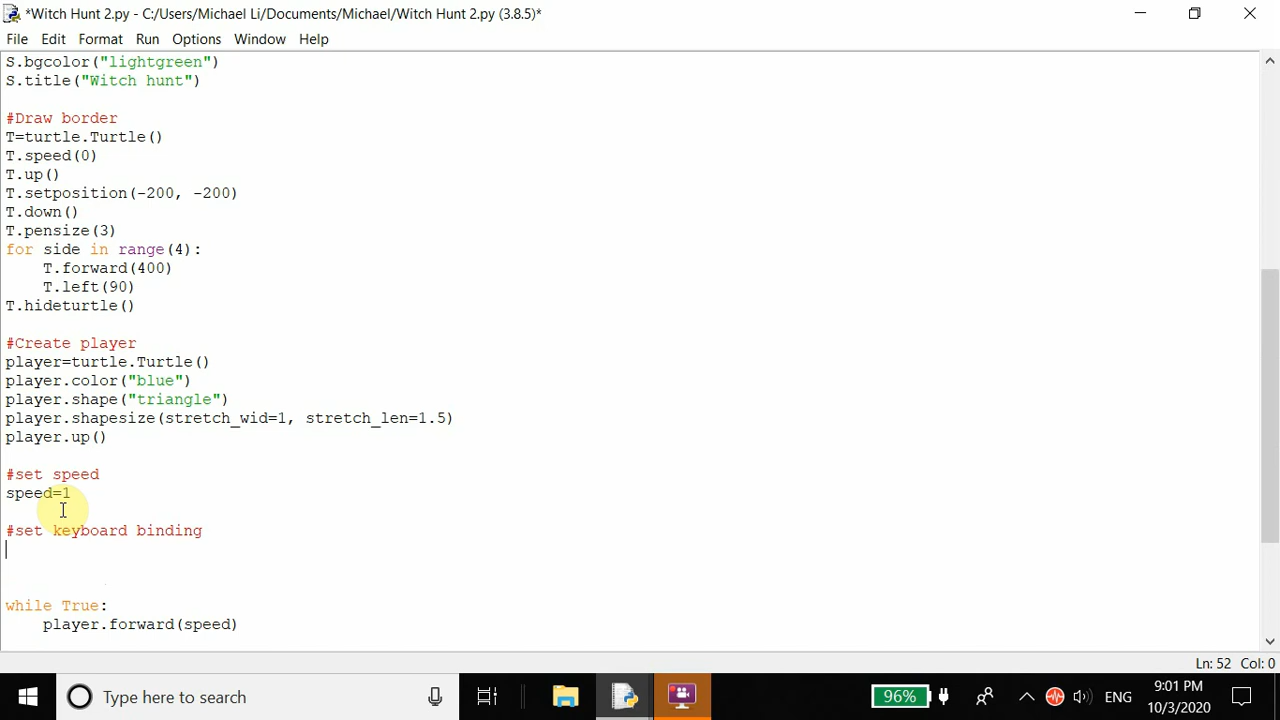 *Witch Hunt 2.py - C:/Users/Michael Li/Documents/Michael/Witch Hunt 2.py (3.8.5)*
File Edit Format Run Options Window Help
S.bgcolor("lightgreen")
S.title("Witch hunt")
#Draw border
T=turtle.Turtle()
T.speed(0)
T.up()
T.setposition(-200, -200)
T.down()
T.pensize(3)
for side in range(4):
    T.forward(400)
    T.left(90)
T.hideturtle()
#Create player
player=turtle.Turtle()
player.color("blue")
player.shape("triangle")
player.shapesize(stretch_wid=1, stretch_len=1.5)
player.up()
#set speed
speed=1
#set keyboard binding
while True:
    player.forward(speed)
Ln: 52 Col: 0
Type here to search
96%
ENG
9:01 PM
10/3/2020